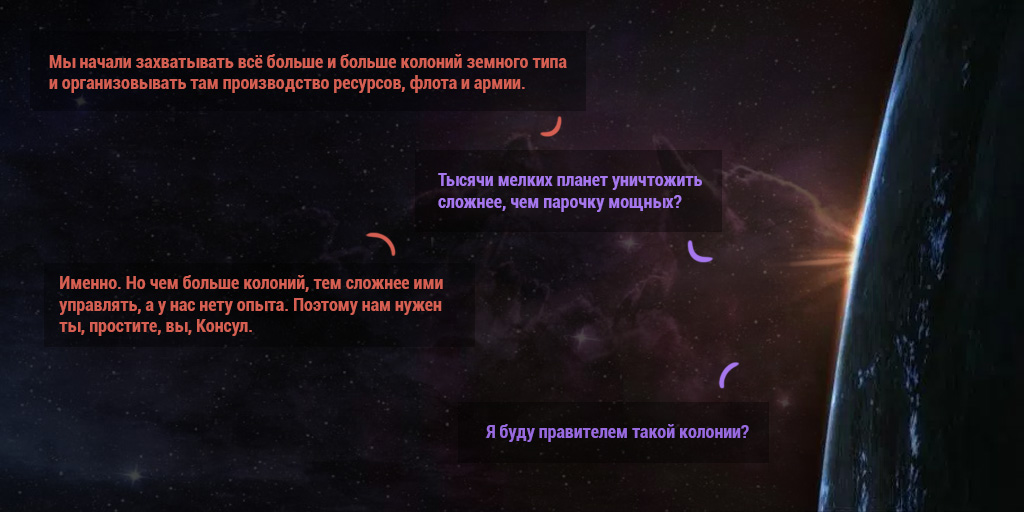 Мы начали захватывать всё больше и больше колоний земного типа
и организовывать там производство ресурсов, флота и армии.
Тысячи мелких планет уничтожить
сложнее, чем парочку мощных?
Именно. Но чем больше колоний, тем сложнее ими
управлять, а у нас нету опыта. Поэтому нам нужен
ты, простите, вы, Консул.
Я буду правителем такой колонии?